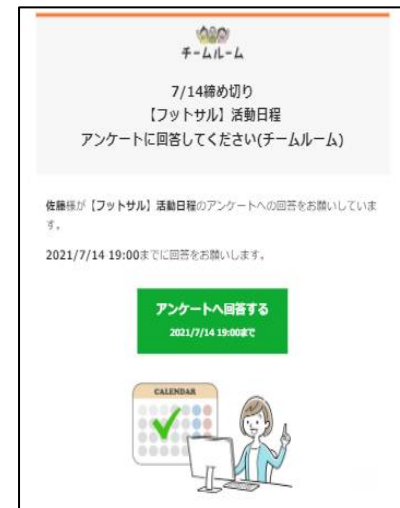 チームルーム
7/14締め切り
【フットサル】活動日程
アンケートに回答してください(チームルーム)
佐藤様が【フットサル】活動日程のアンケートへの回答をお願いしていま
す。
2021/7/14 19:00までに回答をお願いします。
アンケートへ回答する
2021/7/14 19:00まで
CALENDAR